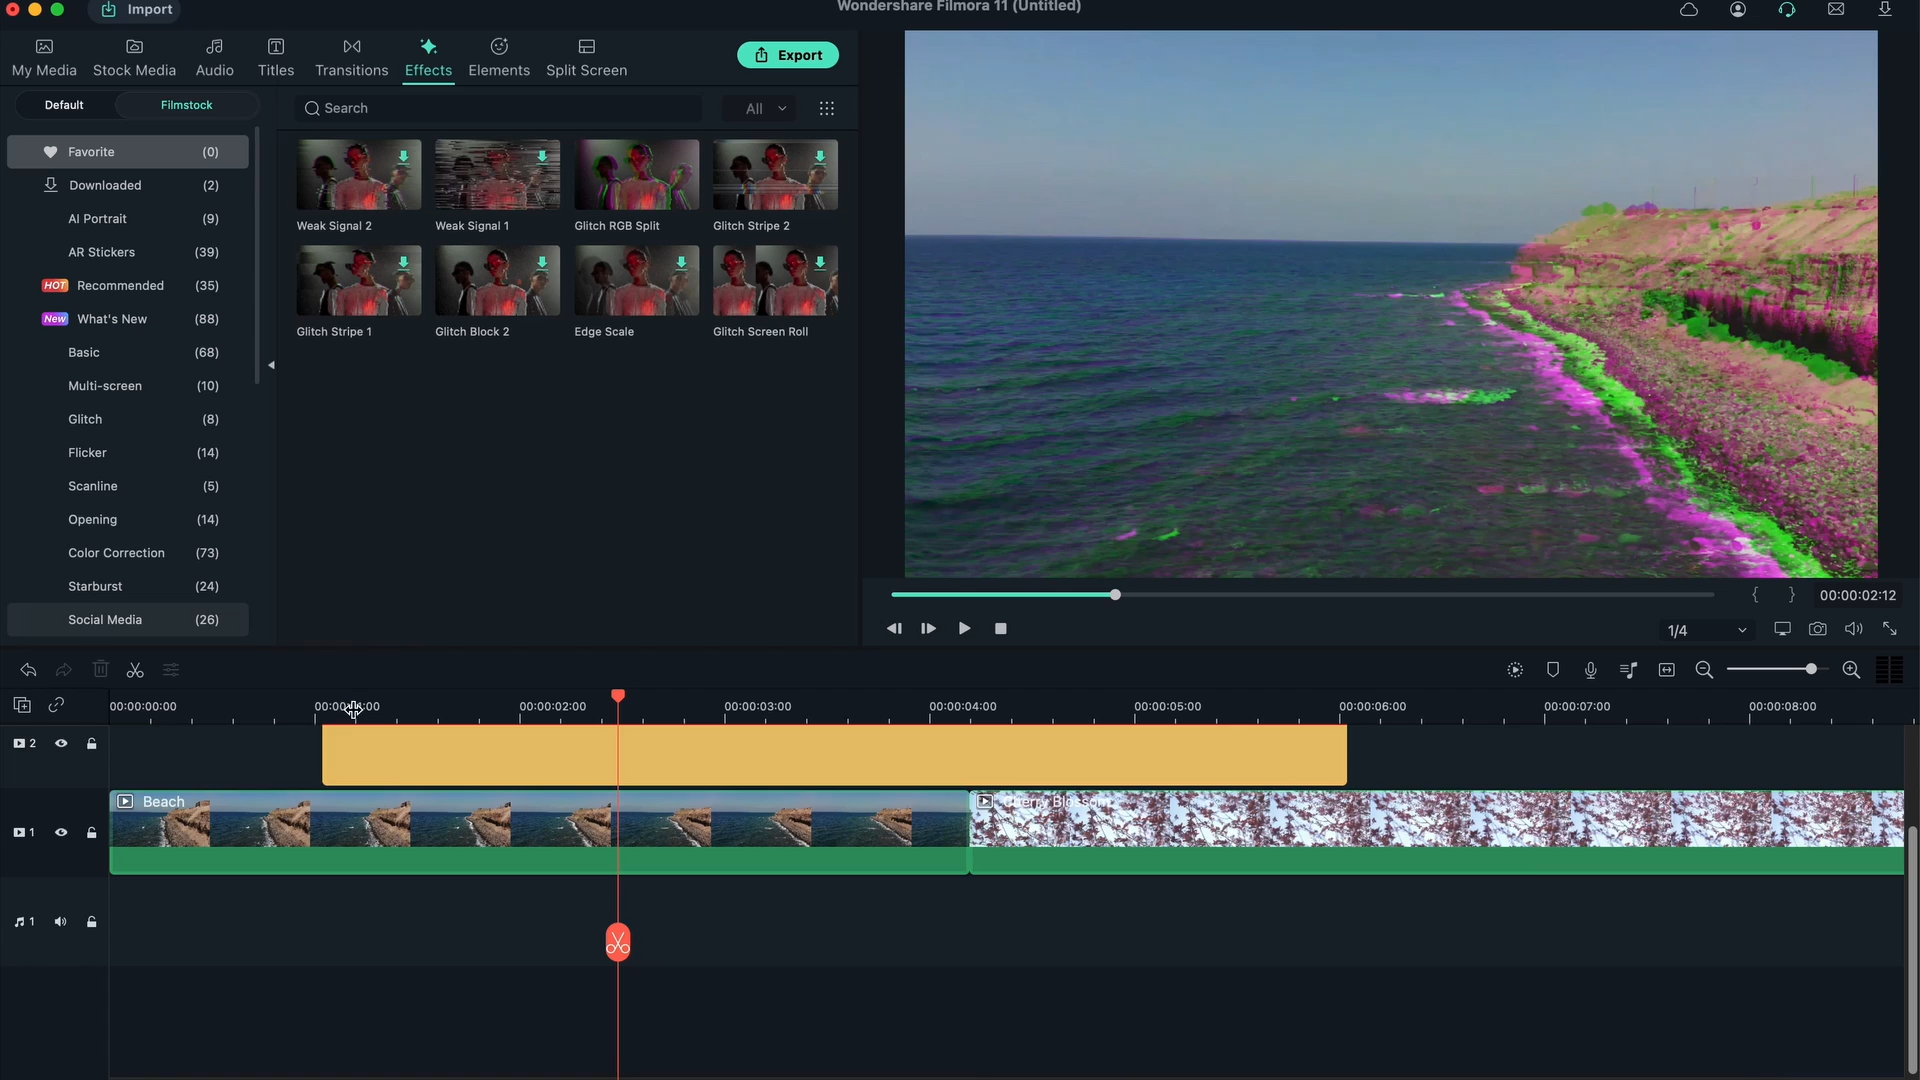 Import
Wondershare Filmora 11 (Untitled)
My Media
Stock Media
Audio
Titles
Transitions
Effects
Elements
Split Screen
Export
Default
Filmstock
Search
All
Favorite (0)
Downloaded (2)
AI Portrait (9)
AR Stickers (39)
HOT Recommended (35)
New What's New (88)
Basic (68)
Multi-screen (10)
Glitch (8)
Flicker (14)
Scanline (5)
Opening (14)
Color Correction (73)
Starburst (24)
Social Media (26)
Weak Signal 2
Weak Signal 1
Glitch RGB Split
Glitch Stripe 2
Glitch Stripe 1
Glitch Block 2
Edge Scale
Glitch Screen Roll
{ } 00:00:02:12
1/4
00:00:00:00
00:00:02:00
00:00:03:00
00:00:04:00
00:00:05:00
00:00:06:00
00:00:07:00
00:00:08:00
2
Beach
Cherry Blossom
1
1